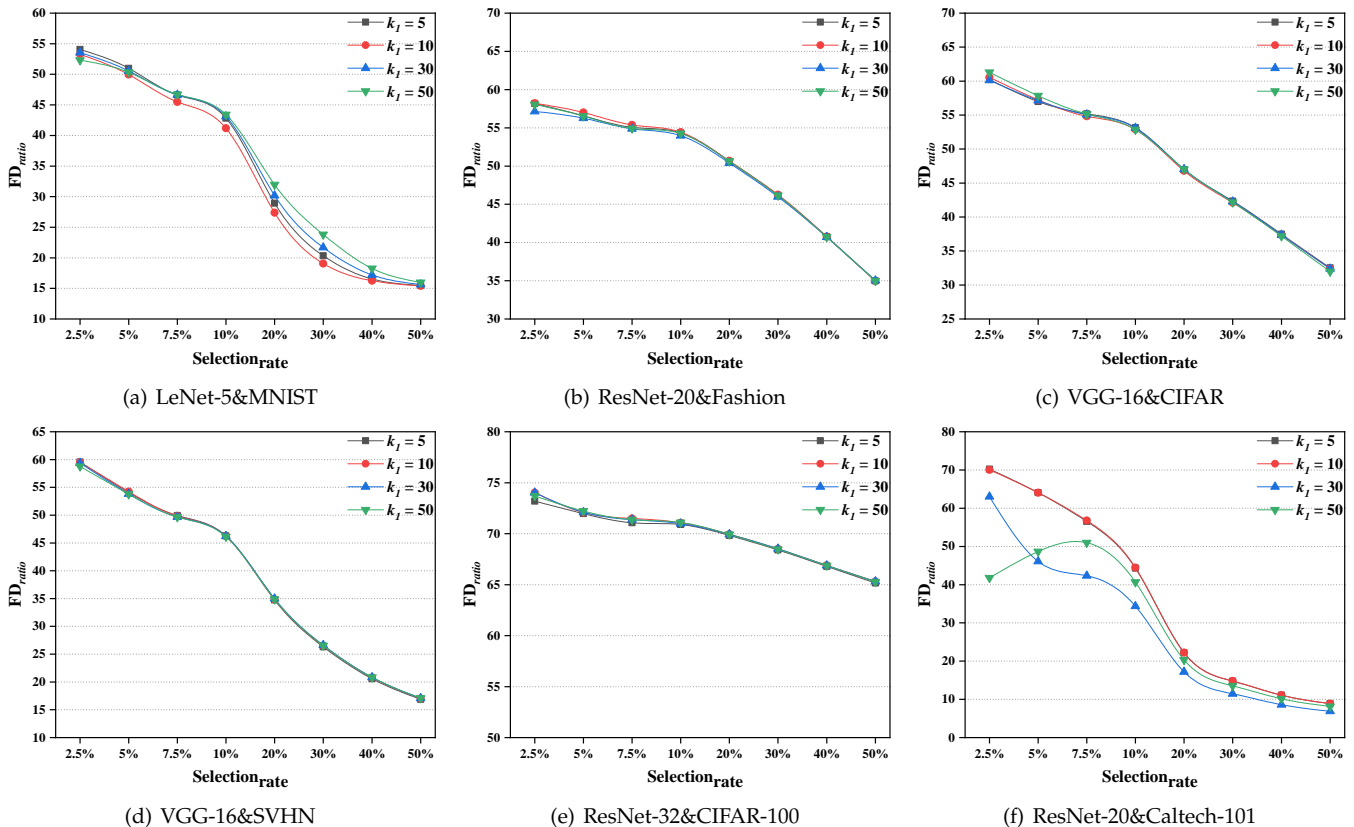 60
55
50
45
40
35
30
25
20
15
10
FD_ratio
2.5% 5% 7.5% 10% 20% 30% 40% 50%
Selection_rate
k_1 = 5
k_1 = 10
k_1 = 30
k_1 = 50
(a) LeNet-5&MNIST
70
65
60
55
50
45
40
35
30
FD_ratio
2.5% 5% 7.5% 10% 20% 30% 40% 50%
Selection_rate
k_1 = 5
k_1 = 10
k_1 = 30
k_1 = 50
(b) ResNet-20&Fashion
70
65
60
55
50
45
40
35
30
25
FD_ratio
2.5% 5% 7.5% 10% 20% 30% 40% 50%
Selection_rate
k_1 = 5
k_1 = 10
k_1 = 30
k_1 = 50
(c) VGG-16&CIFAR
65
60
55
50
45
40
35
30
25
20
15
10
FD_ratio
2.5% 5% 7.5% 10% 20% 30% 40% 50%
Selection_rate
k_1 = 5
k_1 = 10
k_1 = 30
k_1 = 50
(d) VGG-16&SVHN
80
75
70
65
60
55
50
FD_ratio
2.5% 5% 7.5% 10% 20% 30% 40% 50%
Selection_rate
k_1 = 5
k_1 = 10
k_1 = 30
k_1 = 50
(e) ResNet-32&CIFAR-100
80
70
60
50
40
30
20
10
0
FD_ratio
2.5% 5% 7.5% 10% 20% 30% 40% 50%
Selection_rate
k_1 = 5
k_1 = 10
k_1 = 30
k_1 = 50
(f) ResNet-20&Caltech-101